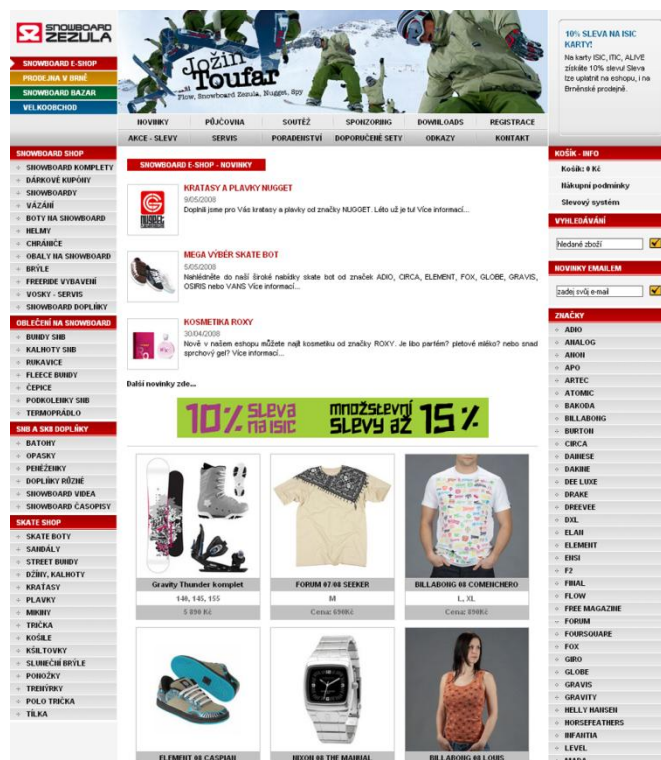 SNOWBOARD
ZEZULA
SNOWBOARD E-SHOP
PRODEJNA V BRNĚ
SNOWBOARD BAZAR
VELKOOBCHOD
Jožin
Toufar
Flow, Snowboard Zezula, Nugget, Spy
10% SLEVA NA ISIC
KARTY!
Na karty ISIC, ITIC, ALIVE
získáte 10% slevu! Sleva
lze uplatnit na eshopu, i na
Brněnské prodejně.
NOVINKY
PŮJČOVNA
SOUTĚŽ
SPONZORING
DOWNLOADS
REGISTRACE
AKCE - SLEVY
SERVIS
PORADENSTVÍ
DOPORUČENÉ SETY
ODKAZY
KONTAKT
SNOWBOARD SHOP
SNOWBOARD KOMPLETY
DÁRKOVÉ KUPÓNY
SNOWBOARDY
VÁZÁNÍ
BOTY NA SNOWBOARD
HELMY
CHRÁNIČE
OBALY NA SNOWBOARD
BRÝLE
FREERIDE VYBAVENÍ
VOSKY - SERVIS
SNOWBOARD DOPLŇKY
OBLEČENÍ NA SNOWBOARD
BUNDY SNB
KALHOTY SNB
RUKAVICE
FLEECE BUNDY
ČEPICE
PODKOLENKY SNB
TERMOPRÁDLO
SNB A SKB DOPLŇKY
BATOHY
OPASKY
PENĚŽENKY
DOPLŇKY RŮZNÉ
SNOWBOARD VIDEA
SNOWBOARD ČASOPISY
SKATE SHOP
SKATE BOTY
SANDÁLY
STREET BUNDY
DŽÍNY, KALHOTY
KRAŤASY
PLAVKY
MIKINY
TRIČKA
KOŠILE
KŠILTOVKY
SLUNEČNÍ BRÝLE
PONOŽKY
TRENÝRKY
POLO TRIČKA
TÍLKA
SNOWBOARD E-SHOP - NOVINKY
KRATASY A PLAVKY NUGGET
9/05/2008
Doplnili jsme pro Vás kratasy a plavky od značky NUGGET. Léto už je tu! Více informací...
NUGGET
MEGA VÝBĚR SKATE BOT
5/05/2008
Nahlédněte do naší široké nabídky skate bot od značek ADIO, CIRCA, ELEMENT, FOX, GLOBE, GRAVIS,
OSIRIS nebo VANS Více informací...
KOSMETIKA ROXY
30/04/2008
Nově v našem eshopu můžete najít kosmetiku od značky ROXY. Je libo parfém? pletové mléko? nebo snad
sprchový gel? Více informací...
Další novinky zde...
10% SLEVA NA ISIC MNOŽSTEVNÍ SLEVY AŽ 15%
Gravity Thunder komplet
140, 145, 155
5 890 Kč
FORUM 07/08 SEEKER
M
Cena: 690Kč
BILLABONG 08 COMENCHERO
L, XL
Cena: 890Kč
ELEMENT 08 CASPIAN
NIXON 08 THE MANUAL
BILLABONG 08 LOUIS
KOŠÍK - INFO
Košík: 0 Kč
Nákupní podmínky
Slevový systém
VYHLEDÁVÁNÍ
hledané zboží
NOVINKY EMAILEM
zadej svůj e-mail
ZNAČKY
ADIO
ANALOG
ANON
APO
ARTEC
ATOMIC
BAKODA
BILLABONG
BURTON
CIRCA
DAINESE
DAKINE
DEE LUXE
DRAKE
DREEVEE
DXL
ELAN
ELEMENT
ENSI
F2
FINAL
FLOW
FREE MAGAZINE
FORUM
FOURSQUARE
FOX
GIRO
GLOBE
GRAVIS
GRAVITY
HELLY HANSEN
HORSEFEATHERS
INFANTIA
LEVEL